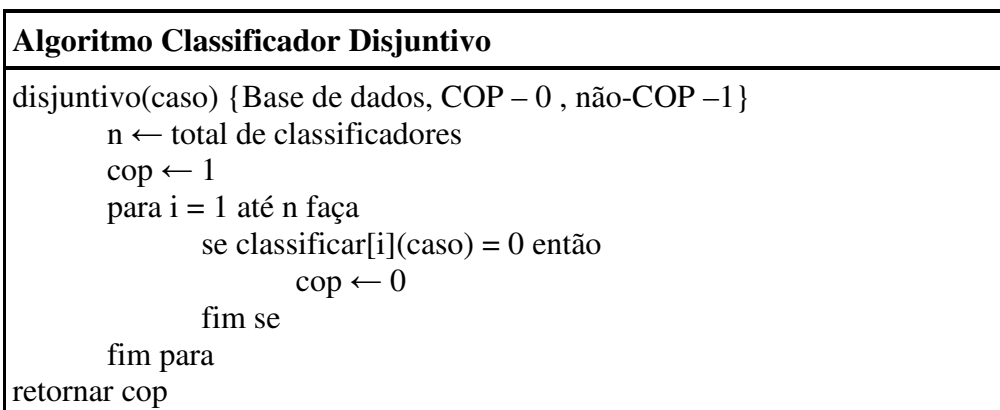 Algoritmo Classificador Disjuntivo
disjuntivo(caso) {Base de dados, COP – 0 , não-COP –1}
n ← total de classificadores
cop ← 1
para i = 1 até n faça
se classificar[i](caso) = 0 então
cop ← 0
fim se
fim para
retornar cop